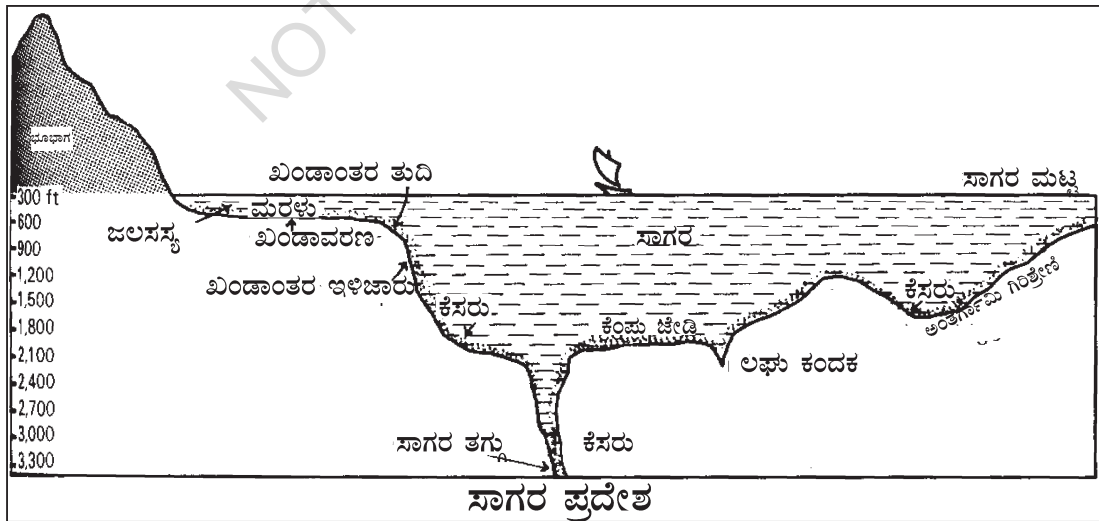 NOT
ಭೂಭಾಗ
ಖಂಡಾಂತರ ತುದಿ
ಸಾಗರ ಮಟ್ಟ
300 ft
ಮರಳು
600
ಜಲಸಸ್ಯ
ಖಂಡಾವರಣ
ಸಾಗರ
900
1,200
ಖಂಡಾಂತರ ಇಳಿಜಾರು
ಕೆಸರು
ಅಂತರ್ಗಾಮಿ ಗಿರಿಶ್ರೇಣಿ
1,500
ಕೆಸರು
1,800
ಕೆಂಪು ಜೇಡಿ
2,100
ಲಘು ಕಂದಕ
2,400
2,700
3,000
ಸಾಗರ ತಗ್ಗು
ಕೆಸರು
3,300
ಸಾಗರ ಪ್ರದೇಶ